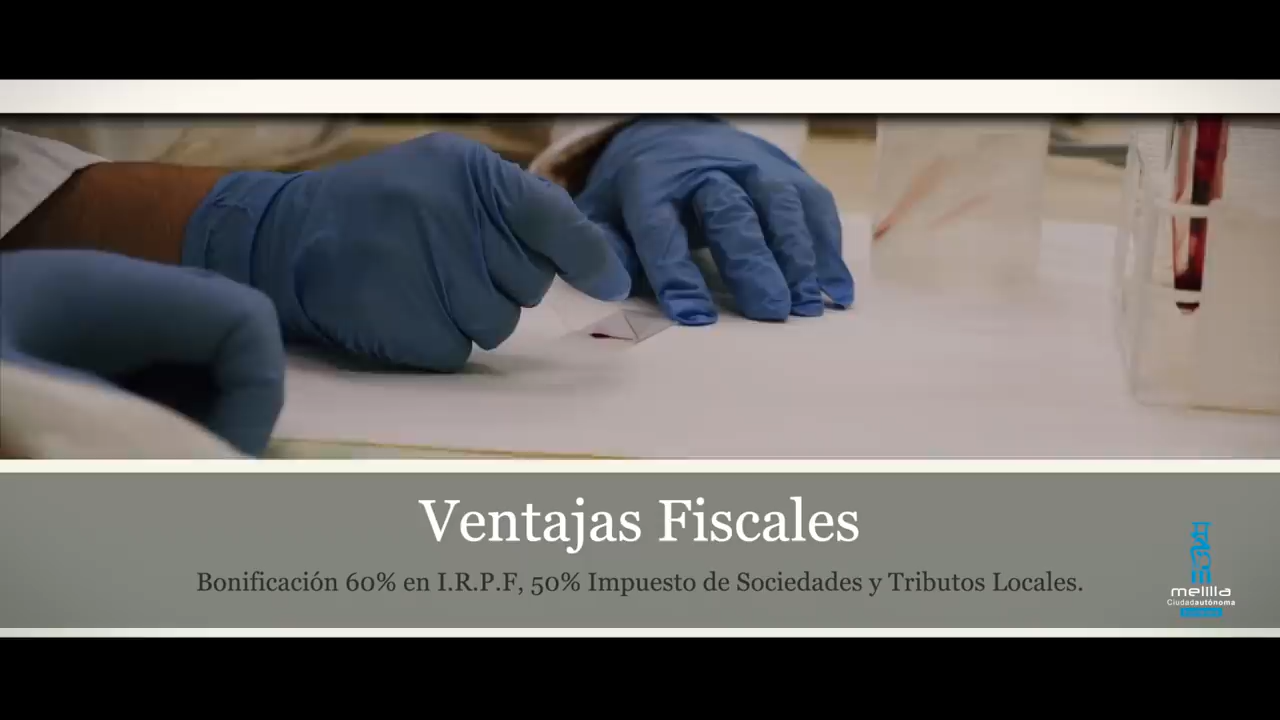 Ventajas Fiscales
Bonificación 60% en I.R.P.F, 50% Impuesto de Sociedades y Tributos Locales.
melilla
Ciudadautónoma